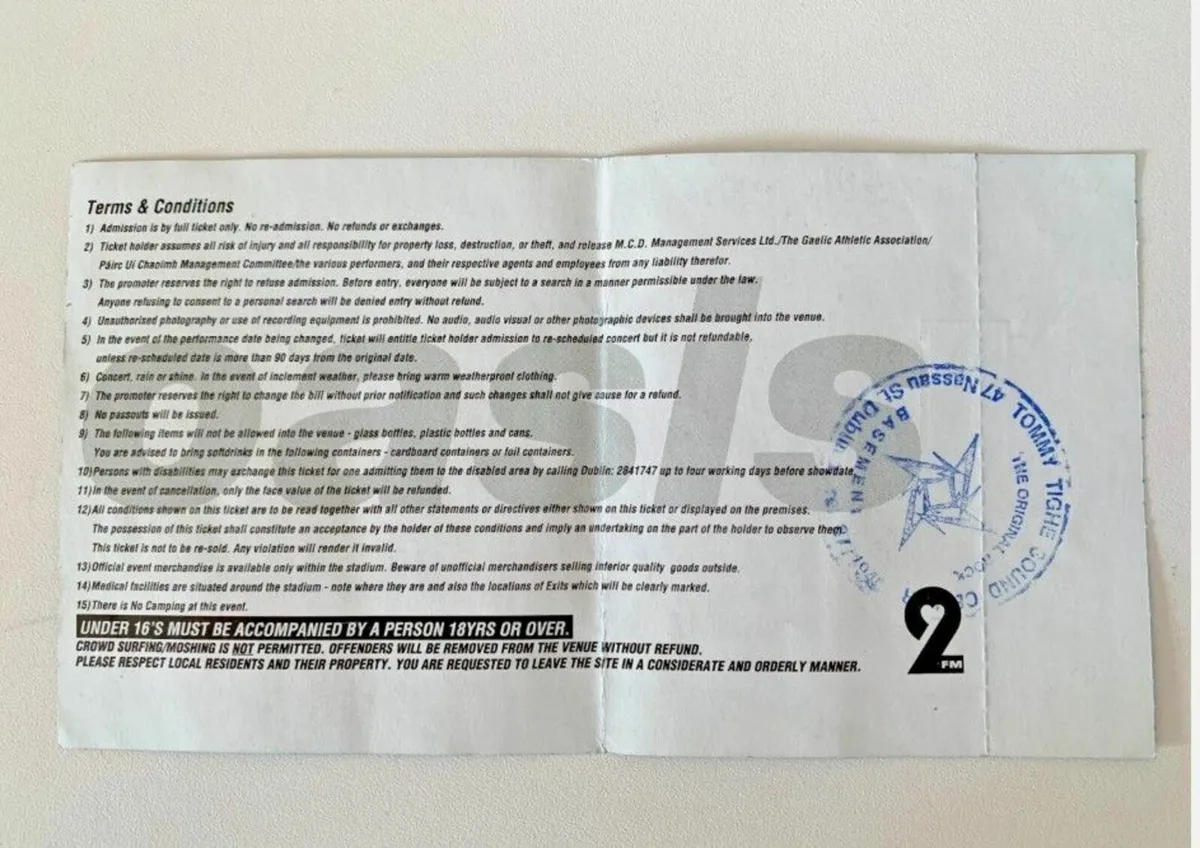 Terms & Conditions
1) Admission is by full ticket only. No re-admission. No refunds or exchanges.
2) Ticket holder assumes all risk of injury and all responsibility for property loss, destruction, or theft, and release M.C.D. Management Services Ltd./The Gaelic Athletic Association/
Páirc Uí Chaoimh Management Committee/the various performers, and their respective agents and employees from any liability therefor.
3) The promoter reserves the right to refuse admission. Before entry, everyone will be subject to a search in a manner permissible under the law.
Anyone refusing to consent to a personal search will be denied entry without refund.
4) Unauthorised photography or use of recording equipment is prohibited. No audio, audio visual or other photographic devices shall be brought into the venue.
5) In the event of the performance date being changed, ticket will entitle ticket holder admission to re-scheduled concert but it is not refundable,
unless re-scheduled date is more than 90 days from the original date.
6) Concert, rain or shine. In the event of inclement weather, please bring warm weatherproof clothing.
7) The promoter reserves the right to change the bill without prior notification and such changes shall not give cause for a refund.
8) No passouts will be issued.
9) The following items will not be allowed into the venue - glass bottles, plastic bottles and cans.
You are advised to bring softdrinks in the following containers - cardboard containers or foil containers.
10)Persons with disabilities may exchange this ticket for one admitting them to the disabled area by calling Dublin: 2841747 up to four working days before showdate.
11)In the event of cancellation, only the face value of the ticket will be refunded.
12)All conditions shown on this ticket are to be read together with all other statements or directives either shown on this ticket or displayed on the premises.
The possession of this ticket shall constitute an acceptance by the holder of these conditions and imply an undertaking on the part of the holder to observe them.
This ticket is not to be re-sold. Any violation will render it invalid.
13)Official event merchandise is available only within the stadium. Beware of unofficial merchandisers selling inferior quality goods outside.
14)Medical facilities are situated around the stadium - note where they are and also the locations of Exits which will be clearly marked.
15)There is No Camping at this event.
UNDER 16'S MUST BE ACCOMPANIED BY A PERSON 18YRS OR OVER.
CROWD SURFING/MOSHING IS NOT PERMITTED. OFFENDERS WILL BE REMOVED FROM THE VENUE WITHOUT REFUND.
PLEASE RESPECT LOCAL RESIDENTS AND THEIR PROPERTY. YOU ARE REQUESTED TO LEAVE THE SITE IN A CONSIDERATE AND ORDERLY MANNER.
oasis
TOMMY TIGHE SOUND
THE ORIGINAL
47 Nassau St. Dublin
BASEMENT
2FM